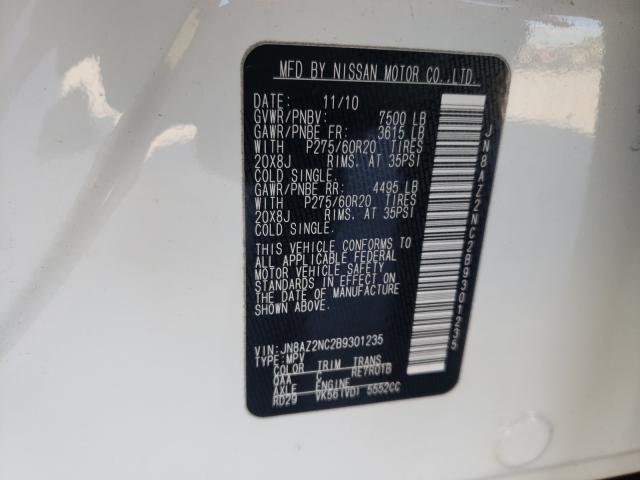 MFD BY NISSAN MOTOR CO.,LTD.
DATE: 11/10
GVWR/PNBV: 7500 LB
GAWR/PNBE FR: 3615 LB
WITH P275/60R20 TIRES
20X8J RIMS. AT 35PSI
COLD SINGLE.
GAWR/PNBE RR: 4495 LB
WITH P275/60R20 TIRES
20X8J RIMS. AT 35PSI
COLD SINGLE.
THIS VEHICLE CONFORMS TO
ALL APPLICABLE FEDERAL
MOTOR VEHICLE SAFETY
STANDARDS IN EFFECT ON
THE DATE OF MANUFACTURE
SHOWN ABOVE.
VIN: JN8AZ2NC2B9301235
TYPE: MPV
COLOR TRIM TRANS
QAA C RE7R01B
AXLE ENGINE
RD29 VK56(VD) 5552CC
JN8AZ2NC2B9301235